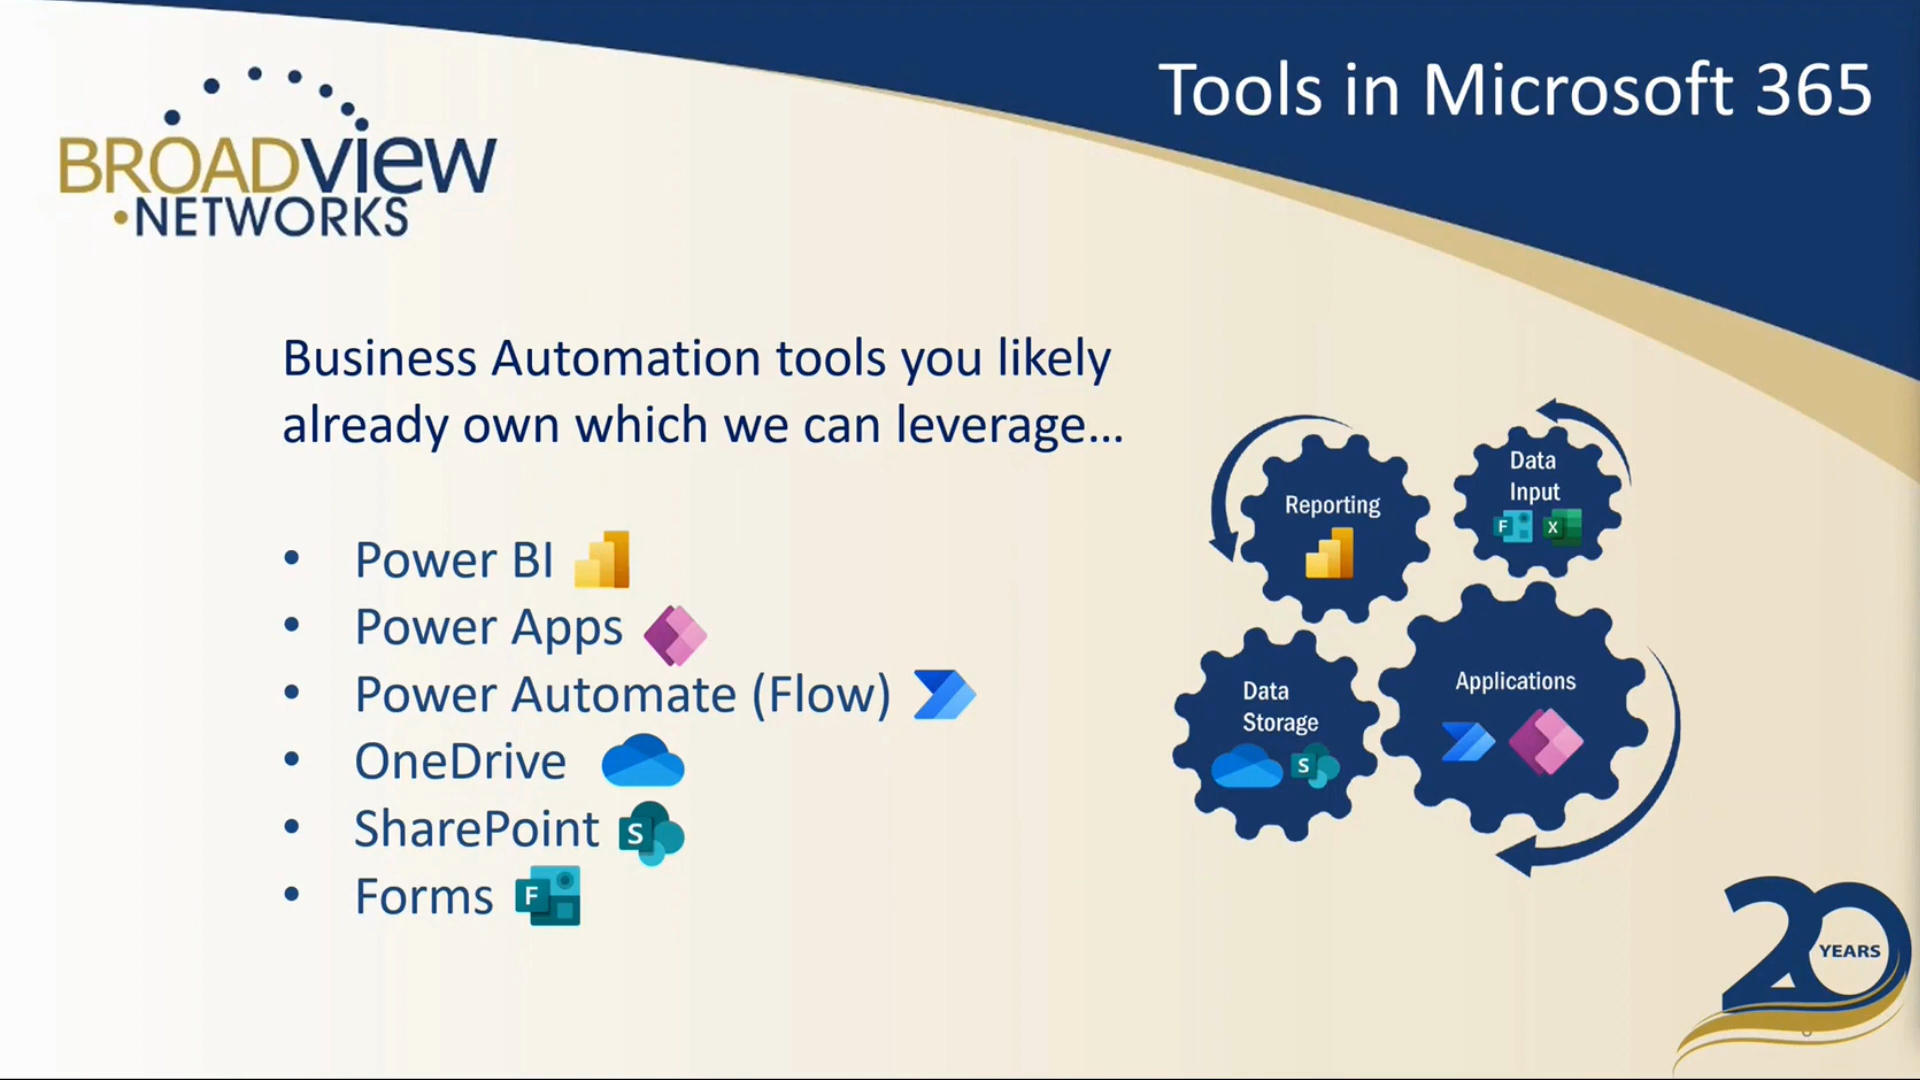 Tools in Microsoft 365
BROADVIEW
NETWORKS
Business Automation tools you likely
already own which we can leverage...
• Power BI
• Power Apps
• Power Automate (Flow)
• OneDrive
S
• SharePoint
• Forms
F
Reporting
Data
Input
F X
Data
Storage
S
Applications
20 YEARS